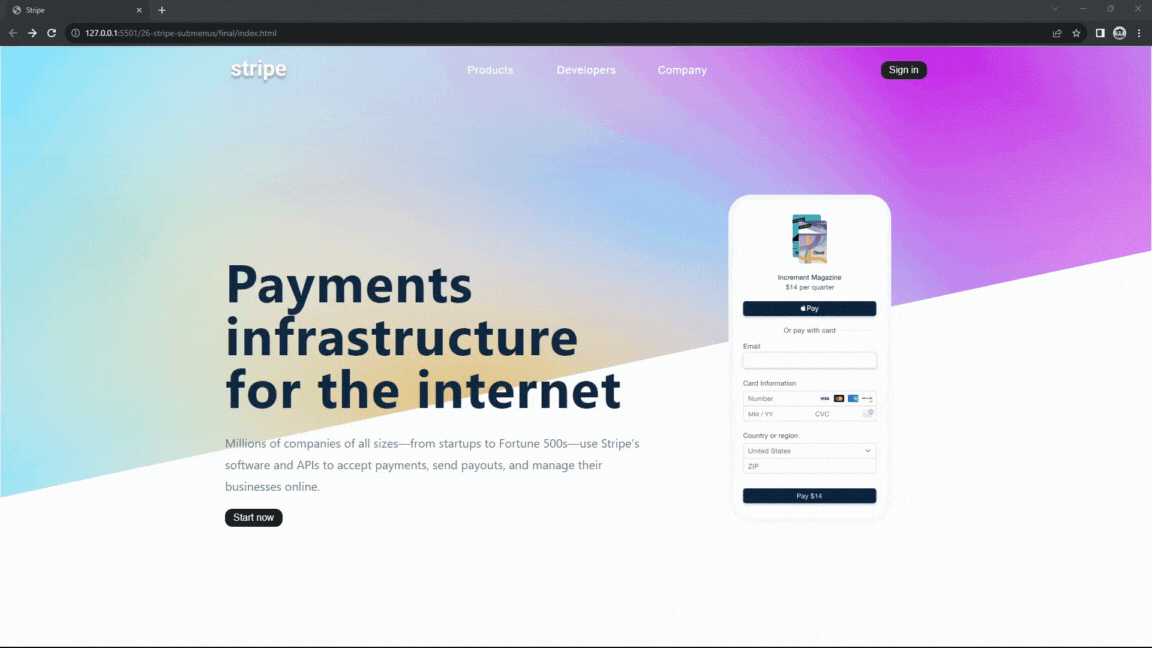 Stripe
127.0.0.1:5501/26-stripe-submenus/final/index.html
stripe
Products
Developers
Company
Sign in
Payments
infrastructure
for the internet
Millions of companies of all sizes—from startups to Fortune 500s—use Stripe's
software and APIs to accept payments, send payouts, and manage their
businesses online.
Start now
Cloud
Increment Magazine
$14 per quarter
Pay
Or pay with card
Email
Card Information
Number
VISA
MM / YY
CVC
Country or region
United States
ZIP
Pay $14